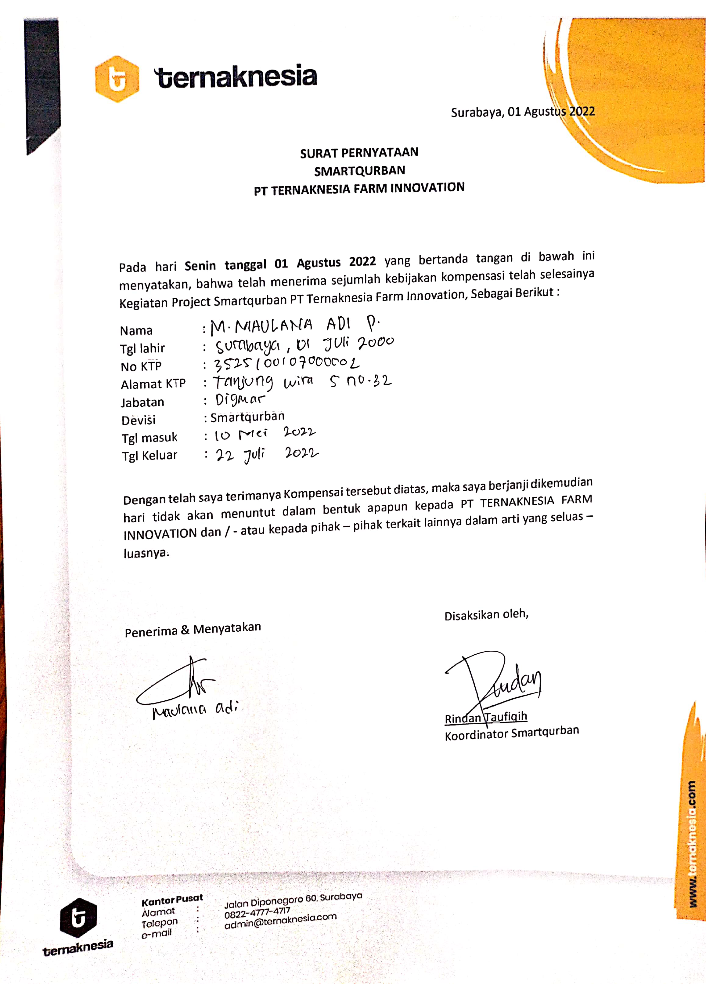 ternaknesia
Surabaya, 01 Agustus 2022
SURAT PERNYATAAN
SMARTQURBAN
PT TERNAKNESIA FARM INNOVATION
Pada hari Senin tanggal 01 Agustus 2022 yang bertanda tangan di bawah ini
menyatakan, bahwa telah menerima sejumlah kebijakan kompensasi telah selesainya
Kegiatan Project Smartqurban PT Ternaknesia Farm Innovation, Sebagai Berikut :
Nama : M. MAULANA ADI P.
Tgl lahir : Surabaya, 01 Juli 2000
No KTP : 3525100107000002
Alamat KTP : Tanjung wira 5 no.32
Jabatan : Digmar
Devisi : Smartqurban
Tgl masuk : 10 Mei 2022
Tgl Keluar : 22 Juli 2022
Dengan telah saya terimanya Kompensai tersebut diatas, maka saya berjanji dikemudian
hari tidak akan menuntut dalam bentuk apapun kepada PT TERNAKNESIA FARM
INNOVATION dan / - atau kepada pihak – pihak terkait lainnya dalam arti yang seluas –
luasnya.
Penerima & Menyatakan
Maulana adi
Disaksikan oleh,
Rindan
Rindan Taufiqih
Koordinator Smartqurban
www.ternaknesia.com
ternaknesia
Kantor Pusat
Alamat : Jalan Diponegoro 60, Surabaya
Telepon : 0822-4777-4717
e-mail : admin@ternaknesia.com